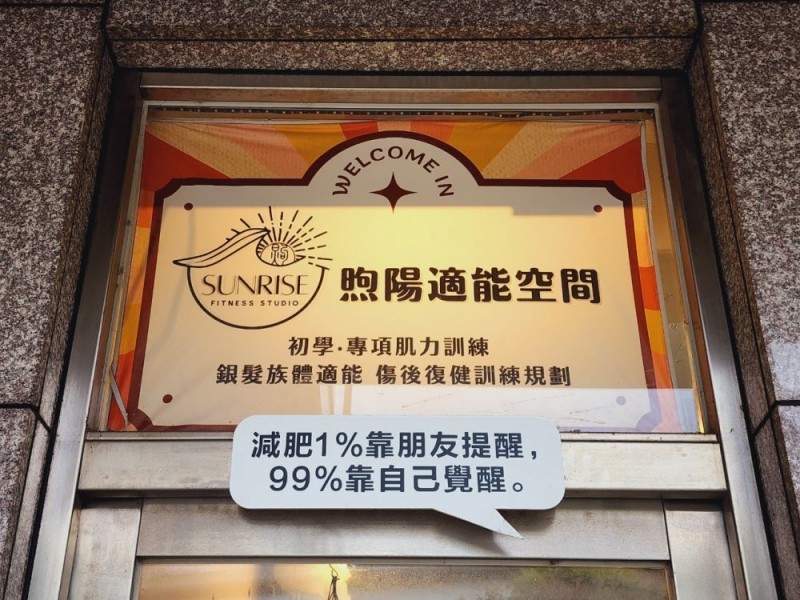 WELCOME IN
SUNRISE
FITNESS STUDIO
煦陽適能空間
初學·專項肌力訓練
銀髮族體適能 傷後復健訓練規劃
減肥1%靠朋友提醒，
99%靠自己覺醒。